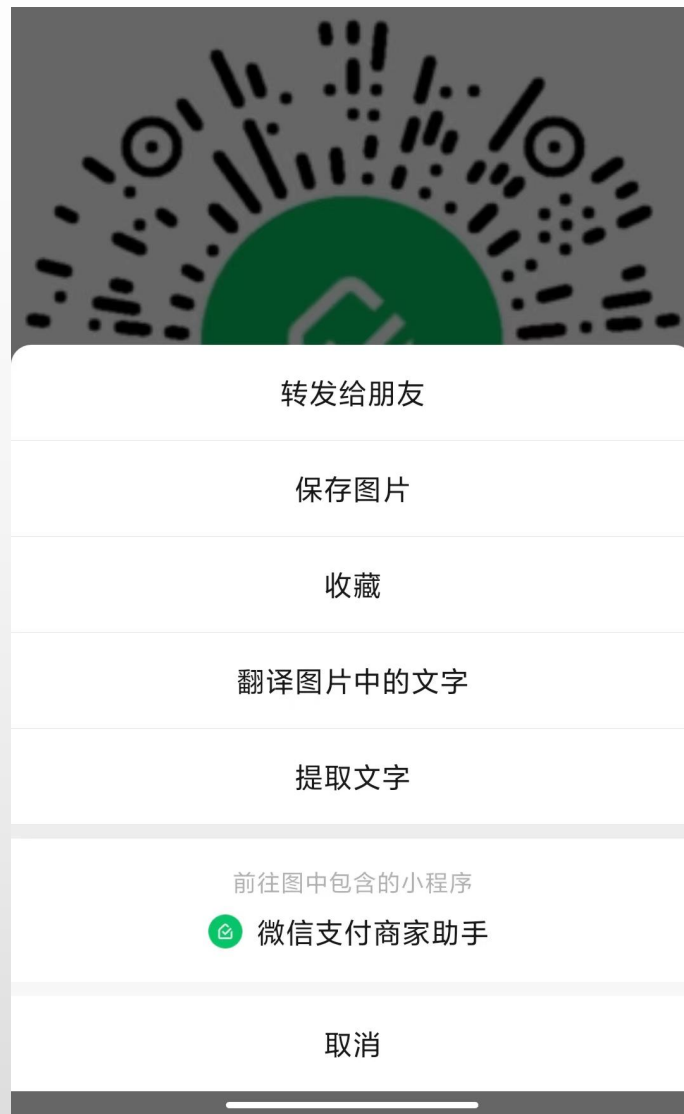 转发给朋友
保存图片
收藏
翻译图片中的文字
提取文字
前往图中包含的小程序
微信支付商家助手
取消